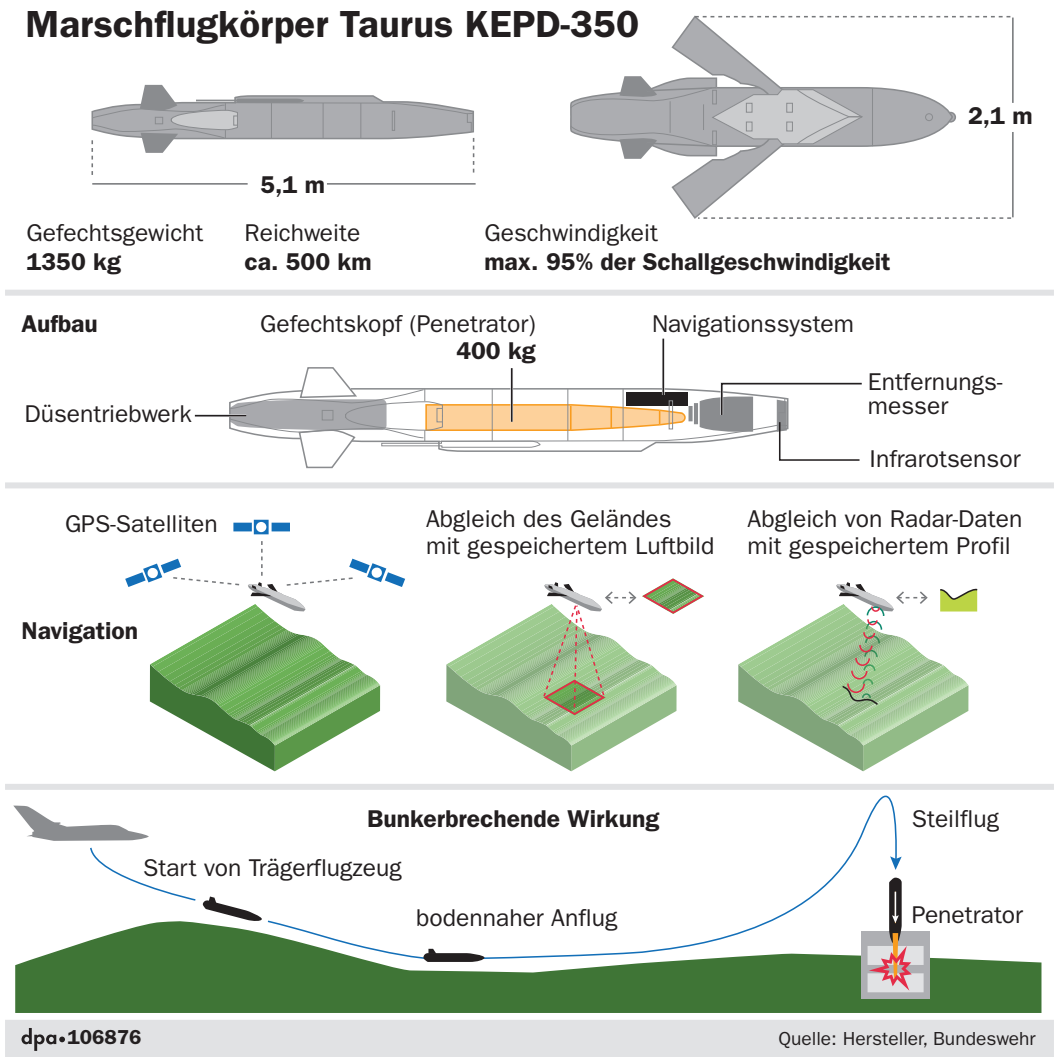 Marschflugkörper Taurus KEPD-350
2,1 m
5,1 m
Gefechtsgewicht
1350 kg
Reichweite
ca. 500 km
Geschwindigkeit
max. 95% der Schallgeschwindigkeit
Aufbau
Gefechtskopf (Penetrator)
400 kg
Navigationssystem
Entfernungs-
messer
Düsentriebwerk
Infrarotsensor
GPS-Satelliten
Abgleich des Geländes
mit gespeichertem Luftbild
Abgleich von Radar-Daten
mit gespeichertem Profil
Navigation
Bunkerbrechende Wirkung
Steilflug
Start von Trägerflugzeug
bodennaher Anflug
Penetrator
dpa•106876
Quelle: Hersteller, Bundeswehr